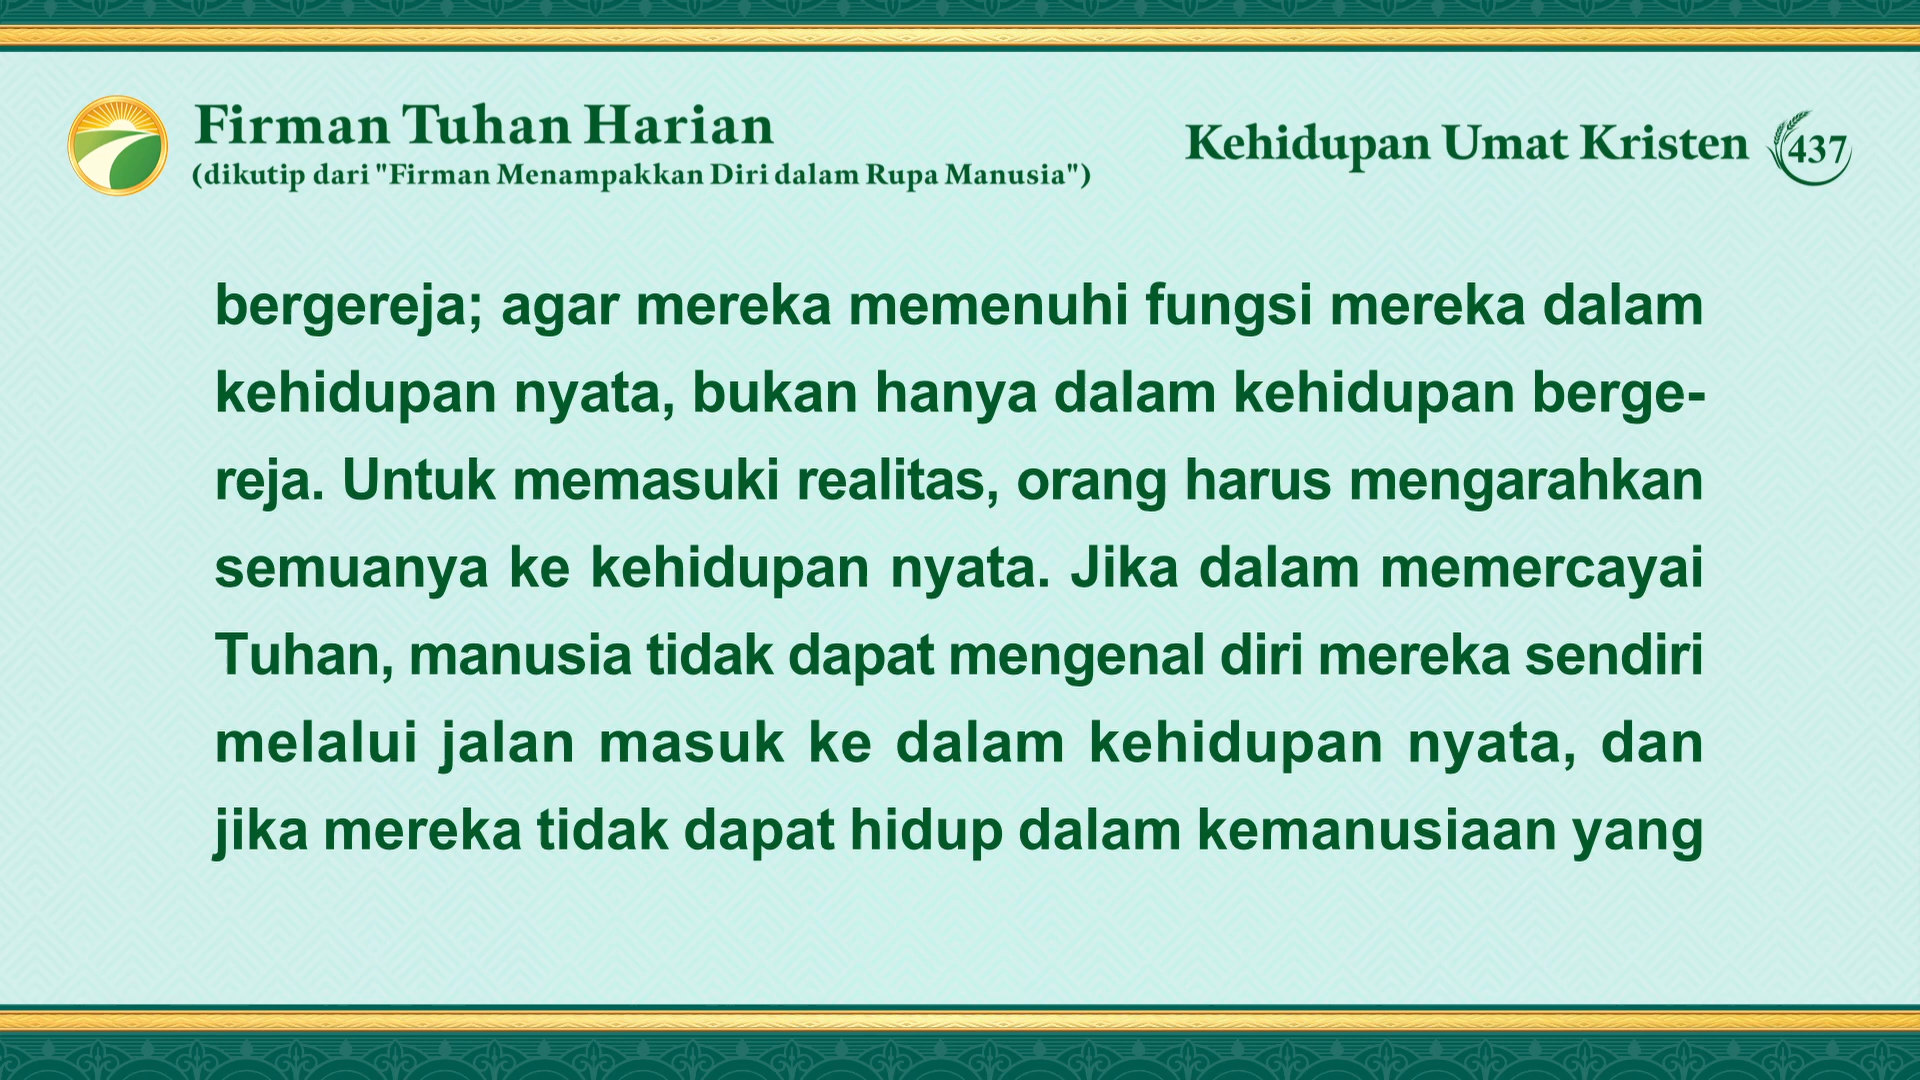 Firman Tuhan Harian
(dikutip dari "Firman Menampakkan Diri dalam Rupa Manusia")
Kehidupan Umat Kristen 437
bergereja; agar mereka memenuhi fungsi mereka dalam
kehidupan nyata, bukan hanya dalam kehidupan berge-
reja. Untuk memasuki realitas, orang harus mengarahkan
semuanya ke kehidupan nyata. Jika dalam memercayai
Tuhan, manusia tidak dapat mengenal diri mereka sendiri
melalui jalan masuk ke dalam kehidupan nyata, dan
jika mereka tidak dapat hidup dalam kemanusiaan yang